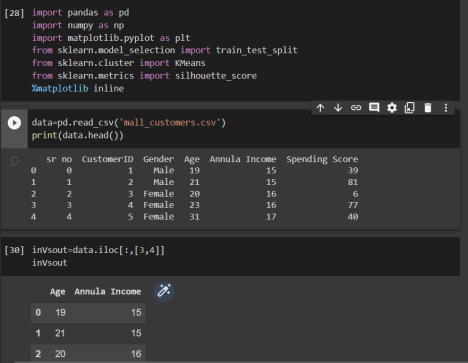 [28] import pandas as pd
import numpy as np
import matplotlib.pyplot as plt
from sklearn.model_selection import train_test_split
from sklearn.cluster import KMeans
from sklearn.metrics import silhouette_score
%matplotlib inline
data=pd.read_csv('mall_customers.csv')
print(data.head())
sr no CustomerID Gender Age Annula Income Spending Score
0 0 1 Male 19 15 39
1 1 2 Male 21 15 81
2 2 3 Female 20 16 6
3 3 4 Female 23 16 77
4 4 5 Female 31 17 40
[30] inVsout=data.iloc[:,[3,4]]
inVsout
Age Annula Income
0 19 15
1 21 15
2 20 16